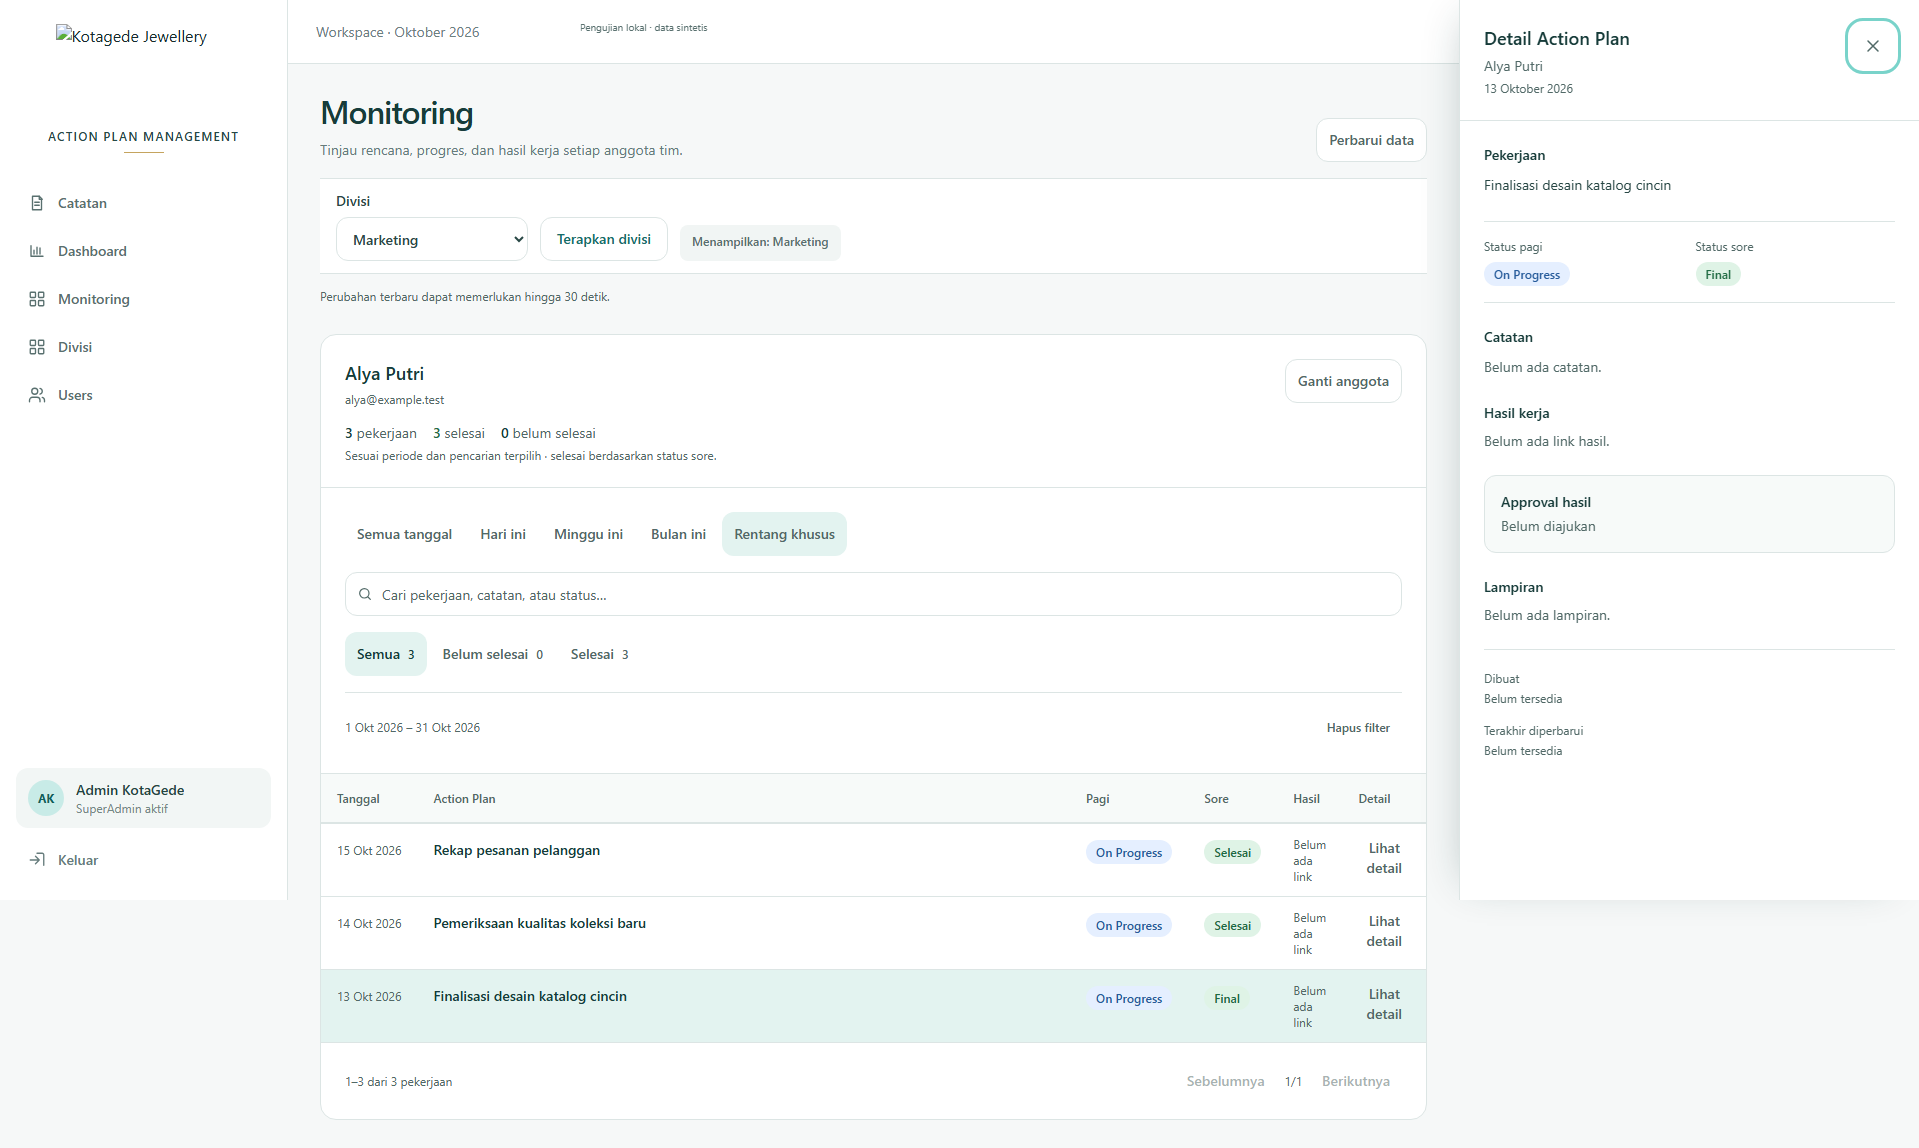 Kotagede Jewellery
ACTION PLAN MANAGEMENT
Catatan
Dashboard
Monitoring
Divisi
Users
AK
Admin KotaGede
SuperAdmin aktif
Keluar
Workspace · Oktober 2026
Pengujian lokal · data sintetis
Monitoring
Tinjau rencana, progres, dan hasil kerja setiap anggota tim.
Perbarui data
Divisi
Marketing
Terapkan divisi
Menampilkan: Marketing
Perubahan terbaru dapat memerlukan hingga 30 detik.
Alya Putri
alya@example.test
Ganti anggota
3 pekerjaan 3 selesai 0 belum selesai
Sesuai periode dan pencarian terpilih · selesai berdasarkan status sore.
Semua tanggal Hari ini Minggu ini Bulan ini Rentang khusus
Cari pekerjaan, catatan, atau status...
Semua 3 Belum selesai 0 Selesai 3
1 Okt 2026 – 31 Okt 2026
Hapus filter
Tanggal Action Plan Pagi Sore Hasil Detail
15 Okt 2026 Rekap pesanan pelanggan On Progress Selesai
Belum
ada
link
Lihat
detail
14 Okt 2026 Pemeriksaan kualitas koleksi baru On Progress Selesai
Belum
ada
link
Lihat
detail
13 Okt 2026 Finalisasi desain katalog cincin On Progress Final
Belum
ada
link
Lihat
detail
1–3 dari 3 pekerjaan
Sebelumnya 1/1 Berikutnya
Detail Action Plan
Alya Putri
13 Oktober 2026
Pekerjaan
Finalisasi desain katalog cincin
Status pagi Status sore
On Progress Final
Catatan
Belum ada catatan.
Hasil kerja
Belum ada link hasil.
Approval hasil
Belum diajukan
Lampiran
Belum ada lampiran.
Dibuat
Belum tersedia
Terakhir diperbarui
Belum tersedia